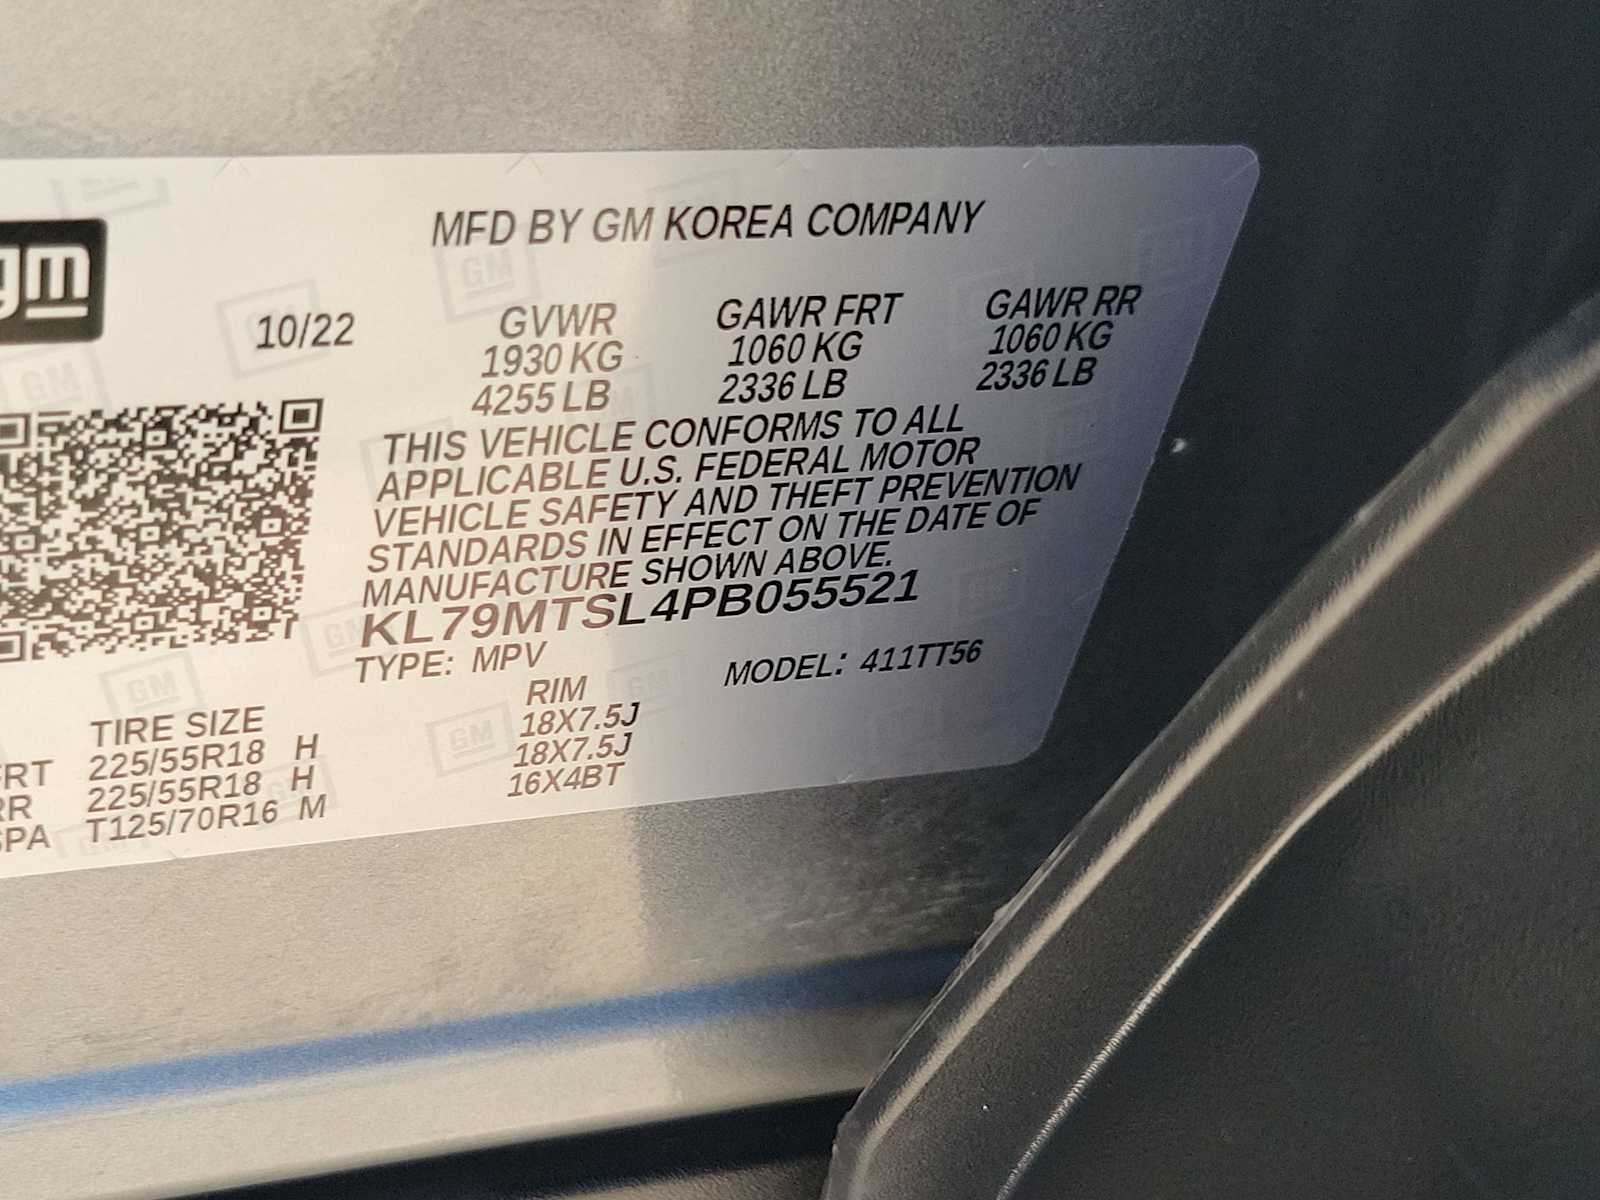 gm
MFD BY GM KOREA COMPANY
10/22 GVWR GAWR FRT GAWR RR
1930 KG 1060 KG 1060 KG
4255 LB 2336 LB 2336 LB
THIS VEHICLE CONFORMS TO ALL
APPLICABLE U.S. FEDERAL MOTOR
VEHICLE SAFETY AND THEFT PREVENTION
STANDARDS IN EFFECT ON THE DATE OF
MANUFACTURE SHOWN ABOVE.
KL79MTSL4PB055521
TYPE: MPV MODEL: 411TT56
TIRE SIZE RIM
FRT 225/55R18 H 18X7.5J
RR 225/55R18 H 18X7.5J
SPA T125/70R16 M 16X4BT